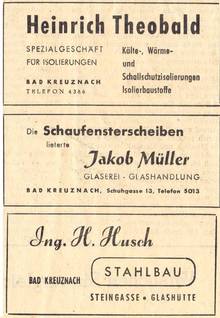 Heinrich Theobald
SPEZIALGESCHÄFT
FÜR ISOLIERUNGEN
BAD KREUZNACH
TELEFON 4386
Kälte-, Wärme-
und
Schallschutzisolierungen
Isolierbaustoffe
Die Schaufensterscheiben
lieferte
Jakob Müller
GLASEREI - GLASHANDLUNG
BAD KREUZNACH, Schuhgasse 13, Telefon 5013
Ing. H. Husch
BAD KREUZNACH
STAHLBAU
STEINGASSE • GLASHÜTTE